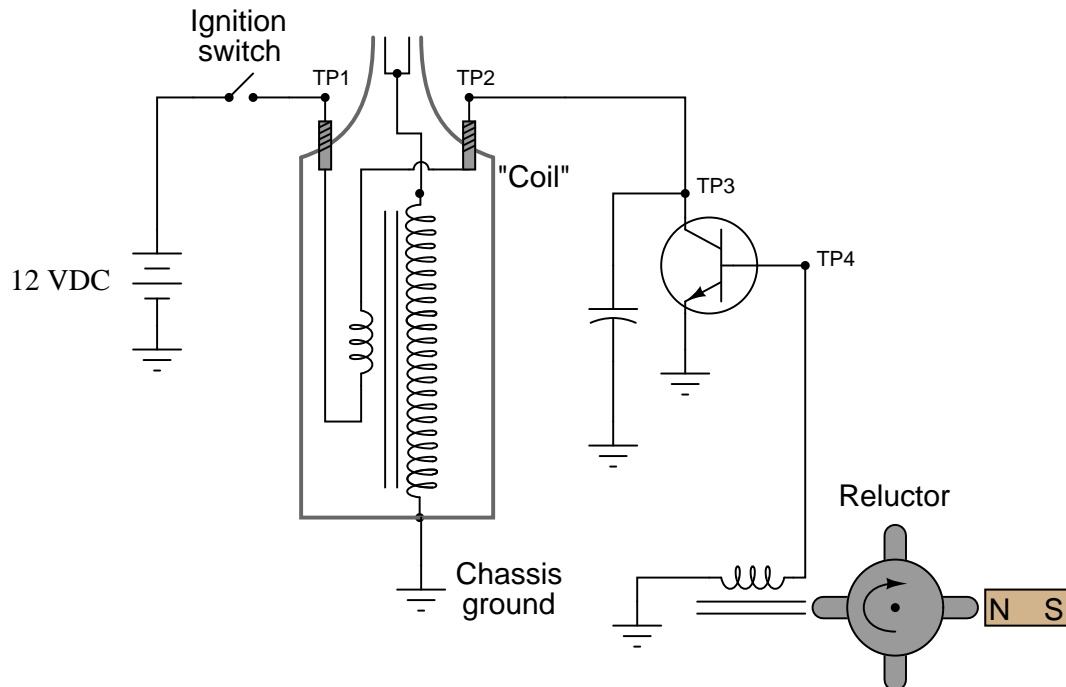 Ignition
switch
TP1
TP2
"Coil"
TP3
TP4
12 VDC
Reluctor
Chassis
ground
N S